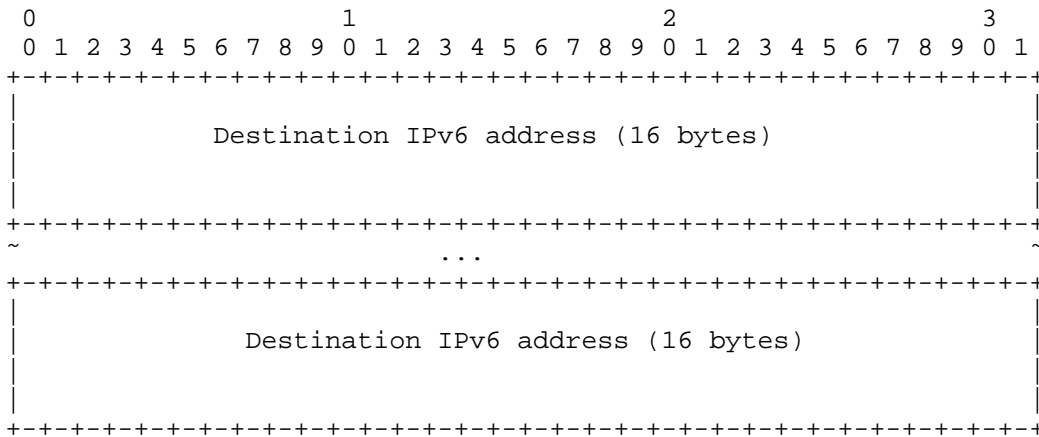 0                   1                   2                   3
 0 1 2 3 4 5 6 7 8 9 0 1 2 3 4 5 6 7 8 9 0 1 2 3 4 5 6 7 8 9 0 1
+-+-+-+-+-+-+-+-+-+-+-+-+-+-+-+-+-+-+-+-+-+-+-+-+-+-+-+-+-+-+-+-+
|                                                               |
|            Destination IPv6 address (16 bytes)                |
|                                                               |
|                                                               |
+-+-+-+-+-+-+-+-+-+-+-+-+-+-+-+-+-+-+-+-+-+-+-+-+-+-+-+-+-+-+-+-+
~                          ...                                  ~
+-+-+-+-+-+-+-+-+-+-+-+-+-+-+-+-+-+-+-+-+-+-+-+-+-+-+-+-+-+-+-+-+
|                                                               |
|              Destination IPv6 address (16 bytes)              |
|                                                               |
|                                                               |
+-+-+-+-+-+-+-+-+-+-+-+-+-+-+-+-+-+-+-+-+-+-+-+-+-+-+-+-+-+-+-+-+